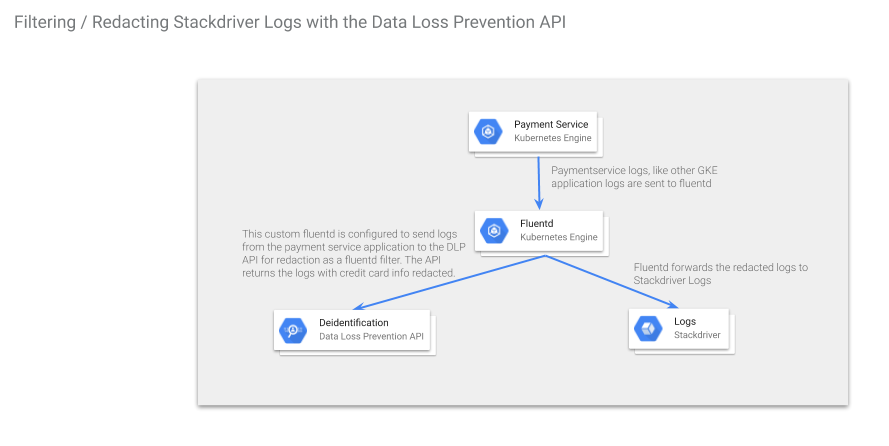 Filtering / Redacting Stackdriver Logs with the Data Loss Prevention API
Payment Service
Kubernetes Engine
Paymentservice logs, like other GKE
application logs are sent to fluentd
Fluentd
Kubernetes Engine
This custom fluentd is configured to send logs
from the payment service application to the DLP
API for redaction as a fluentd filter. The API
returns the logs with credit card info redacted.
Fluentd forwards the redacted logs to
Stackdriver Logs
Deidentification
Data Loss Prevention API
Logs
Stackdriver